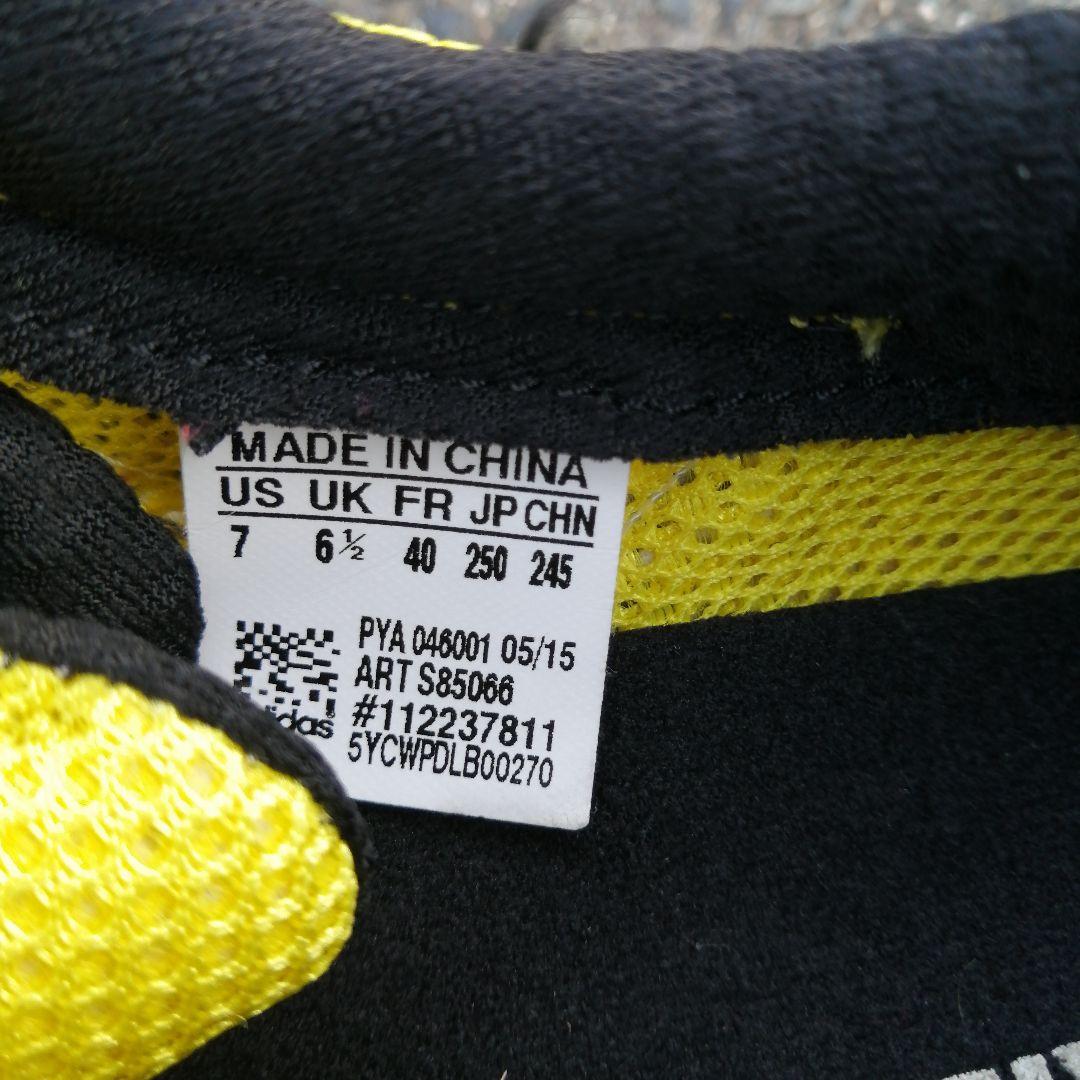 MADE IN CHINA
US UK FR JP CHN
7 6½ 40 250 245
PYA 046001 05/15
ART S85066
#112237811
5YCWPDLB00270